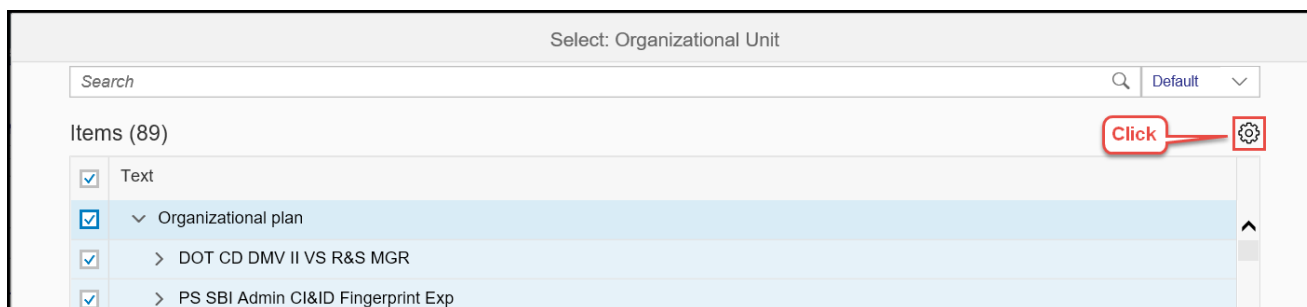 Select: Organizational Unit
Search Default
Items (89) Click
Text
Organizational plan
DOT CD DMV II VS R&S MGR
PS SBI Admin CI&ID Fingerprint Exp